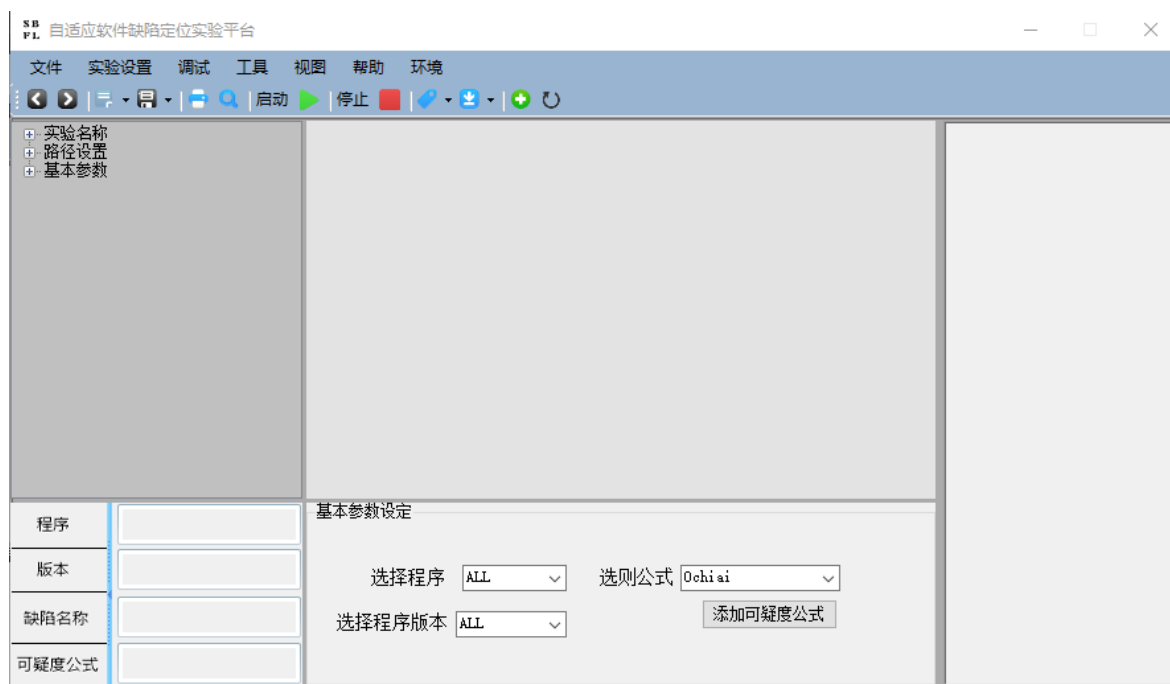 SB
FL 自适应软件缺陷定位实验平台
文件 实验设置 调试 工具 视图 帮助 环境
启动 停止
实验名称
路径设置
基本参数
程序
版本
缺陷名称
可疑度公式
基本参数设定
选择程序 ALL 选则公式 Ochiai
添加可疑度公式
选择程序版本 ALL